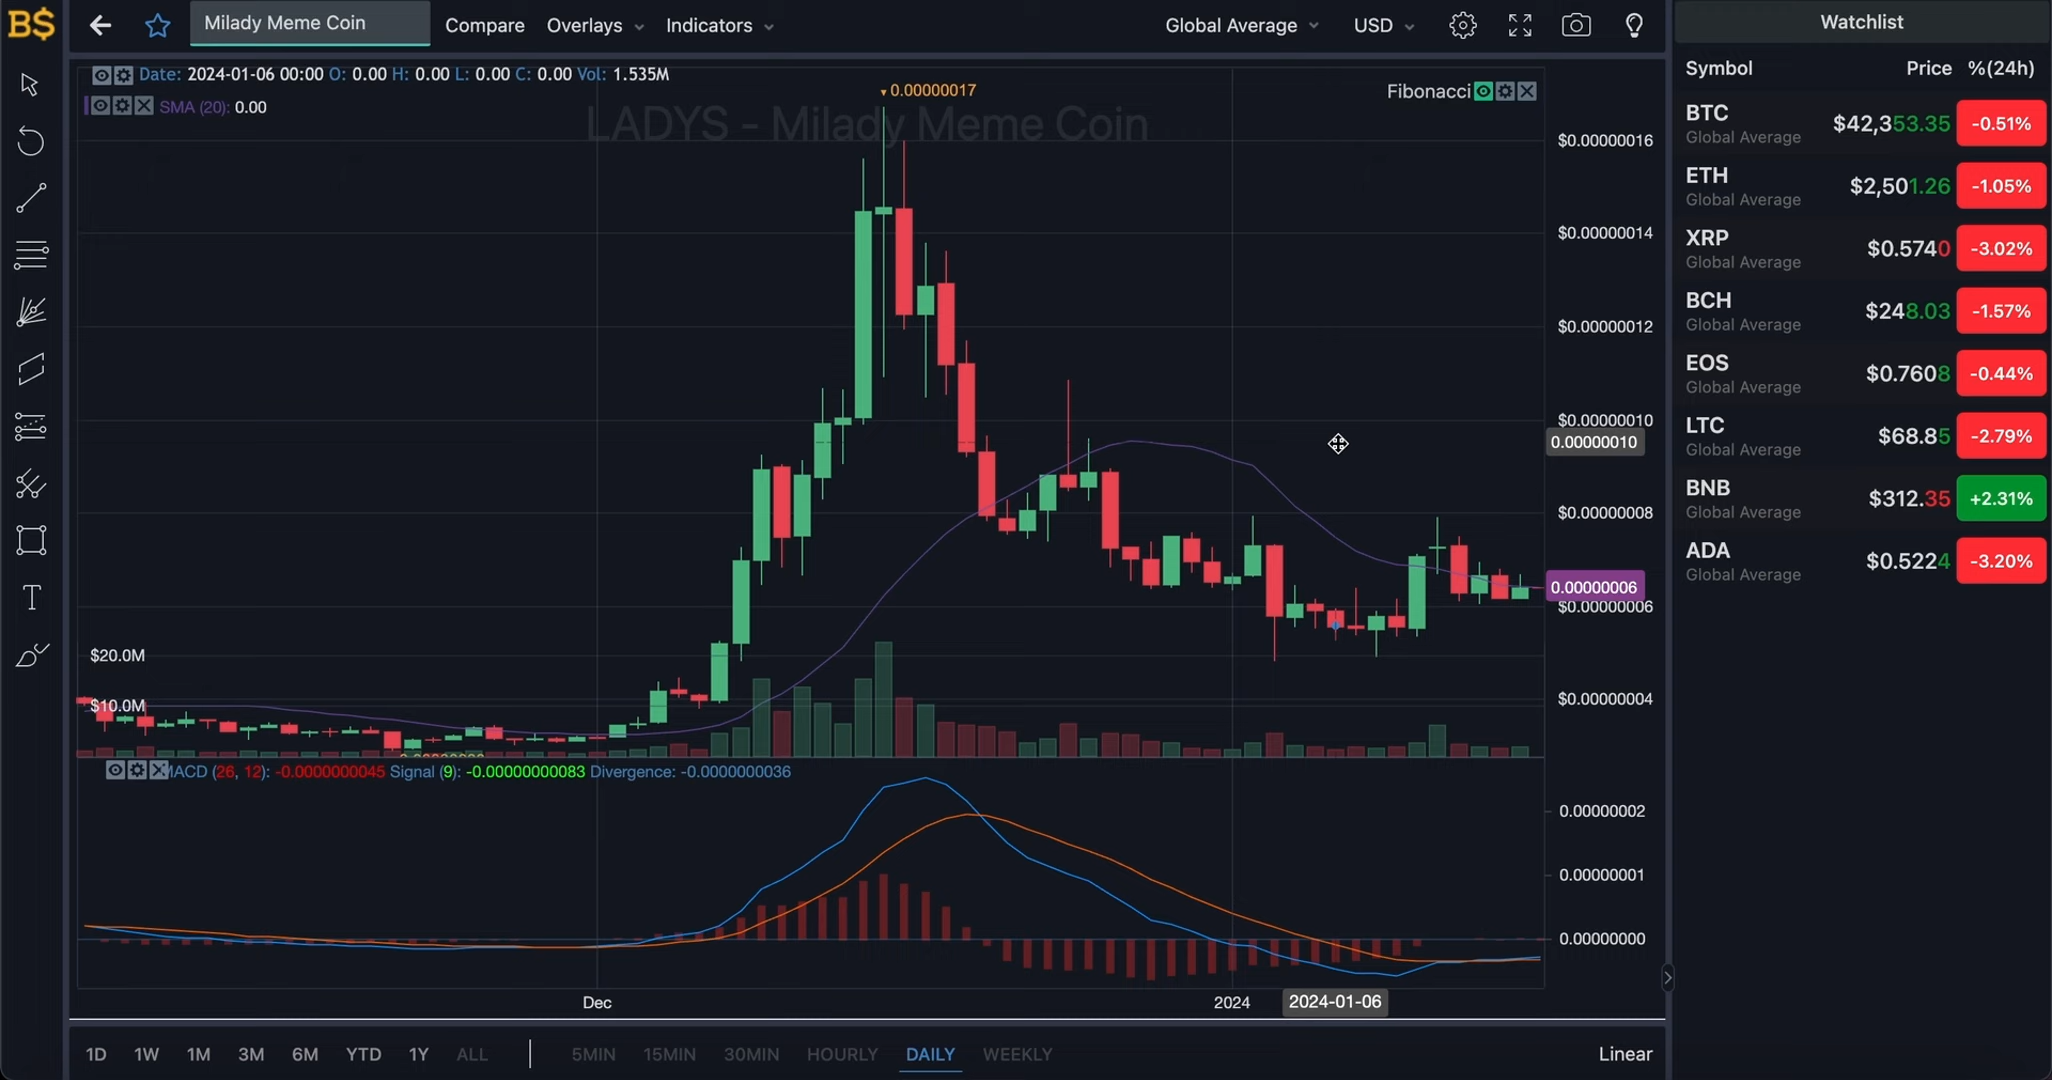 B$
Milady Meme Coin
Compare
Overlays
Indicators
Global Average
USD
Date: 2024-01-06 00:00 O: 0.00 H: 0.00 L: 0.00 C: 0.00 Vol: 1.535M
SMA (20): 0.00
0.00000017
Fibonacci
LADYS - Milady Meme Coin
$0.00000016
$0.00000014
$0.00000012
$0.00000010
0.00000010
$0.00000008
0.00000006
$0.00000006
$0.00000004
$20.0M
$10.0M
MACD (26, 12): -0.0000000045 Signal (9): -0.00000000083 Divergence: -0.0000000036
0.00000002
0.00000001
0.00000000
Dec
2024
2024-01-06
1D
1W
1M
3M
6M
YTD
1Y
ALL
5MIN
15MIN
30MIN
HOURLY
DAILY
WEEKLY
Linear
Watchlist
Symbol Price %(24h)
BTC $42,353.35 -0.51%
Global Average
ETH $2,501.26 -1.05%
Global Average
XRP $0.5740 -3.02%
Global Average
BCH $248.03 -1.57%
Global Average
EOS $0.7608 -0.44%
Global Average
LTC $68.85 -2.79%
Global Average
BNB $312.35 +2.31%
Global Average
ADA $0.5224 -3.20%
Global Average